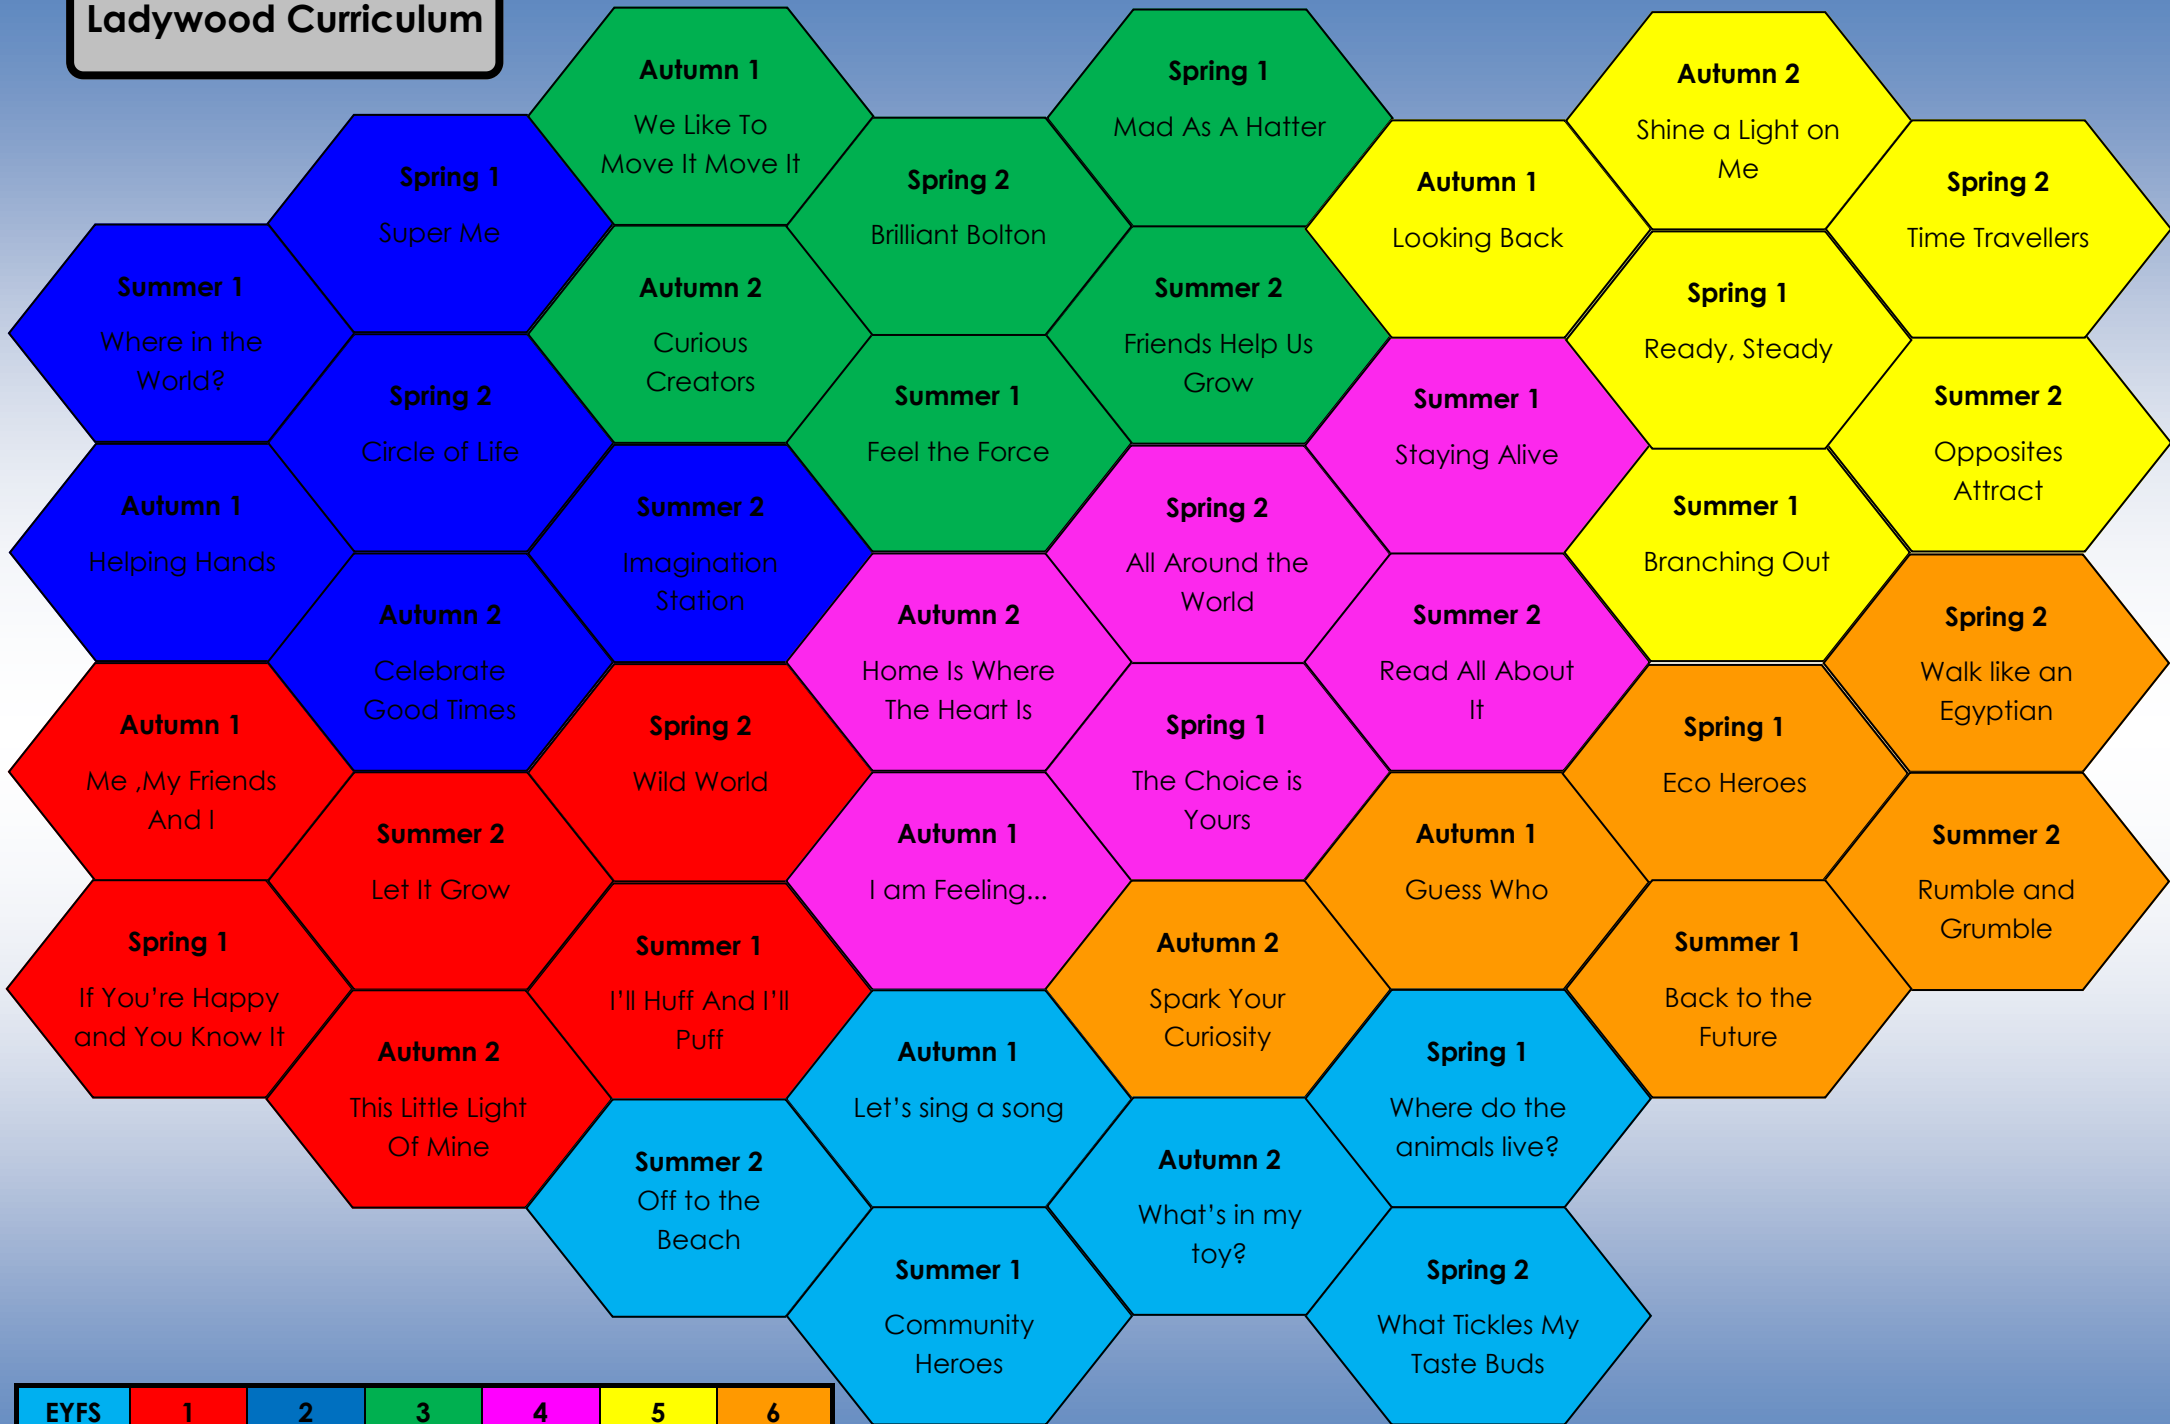 Ladywood Curriculum
Autumn 1
We Like To
Move It Move It
Spring 1
Mad As A Hatter
Autumn 2
Shine a Light on
Me
Spring 1
Super Me
Spring 2
Brilliant Bolton
Autumn 1
Looking Back
Spring 2
Time Travellers
Summer 1
Where in the
World?
Autumn 2
Curious
Creators
Summer 2
Friends Help Us
Grow
Spring 1
Ready, Steady
Spring 2
Circle of Life
Summer 1
Feel the Force
Summer 1
Staying Alive
Summer 2
Opposites
Attract
Autumn 1
Helping Hands
Summer 2
Imagination
Station
Spring 2
All Around the
World
Summer 1
Branching Out
Autumn 2
Celebrate
Good Times
Autumn 2
Home Is Where
The Heart Is
Summer 2
Read All About
It
Spring 2
Walk like an
Egyptian
Autumn 1
Me ,My Friends
And I
Spring 2
Wild World
Spring 1
The Choice is
Yours
Spring 1
Eco Heroes
Summer 2
Let It Grow
Autumn 1
I am Feeling...
Autumn 1
Guess Who
Summer 2
Rumble and
Grumble
Spring 1
If You're Happy
and You Know It
Summer 1
I'll Huff And I'll
Puff
Autumn 2
Spark Your
Curiosity
Summer 1
Back to the
Future
Autumn 2
This Little Light
Of Mine
Autumn 1
Let's sing a song
Spring 1
Where do the
animals live?
Summer 2
Off to the
Beach
Autumn 2
What's in my
toy?
Summer 1
Community
Heroes
Spring 2
What Tickles My
Taste Buds
EYFS 1 2 3 4 5 6